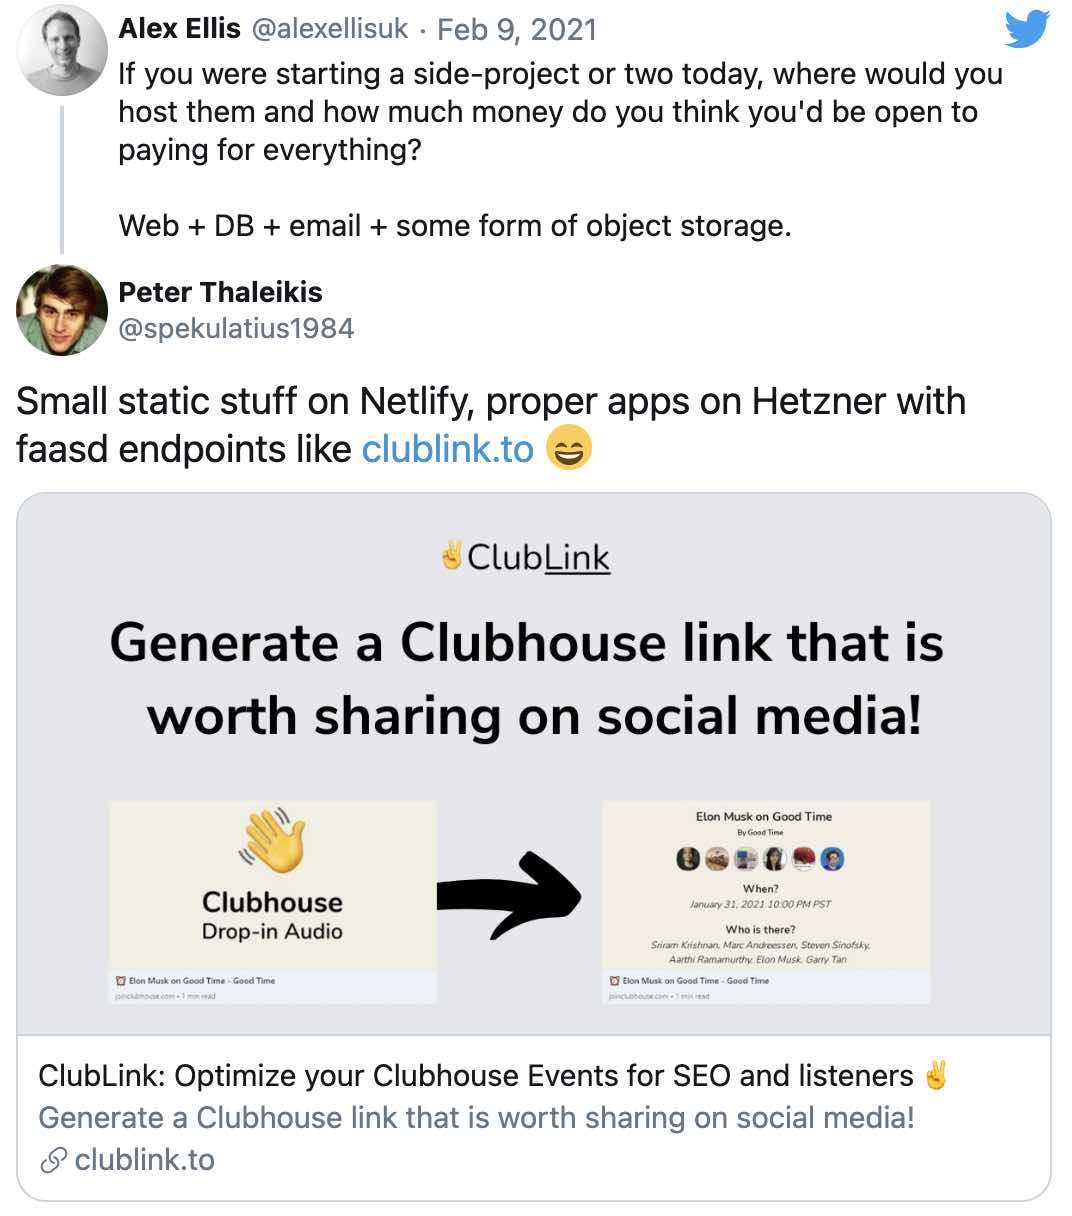 Alex Ellis @alexellisuk · Feb 9, 2021
If you were starting a side-project or two today, where would you
host them and how much money do you think you'd be open to
paying for everything?
Web + DB + email + some form of object storage.
Peter Thaleikis
@spekulatius1984
Small static stuff on Netlify, proper apps on Hetzner with
faasd endpoints like clublink.to 😄
✌️ClubLink
Generate a Clubhouse link that is
worth sharing on social media!
Clubhouse
Drop-in Audio
Elon Musk on Good Time - Good Time
joinclubhouse.com • 1 min read
Elon Musk on Good Time
By Good Time
When?
January 31, 2021 10:00 PM PST
Who is there?
Sriram Krishnan, Marc Andreessen, Steven Sinofsky,
Aarthi Ramamurthy, Elon Musk, Garry Tan
Elon Musk on Good Time - Good Time
joinclubhouse.com • 1 min read
ClubLink: Optimize your Clubhouse Events for SEO and listeners ✌️
Generate a Clubhouse link that is worth sharing on social media!
clublink.to